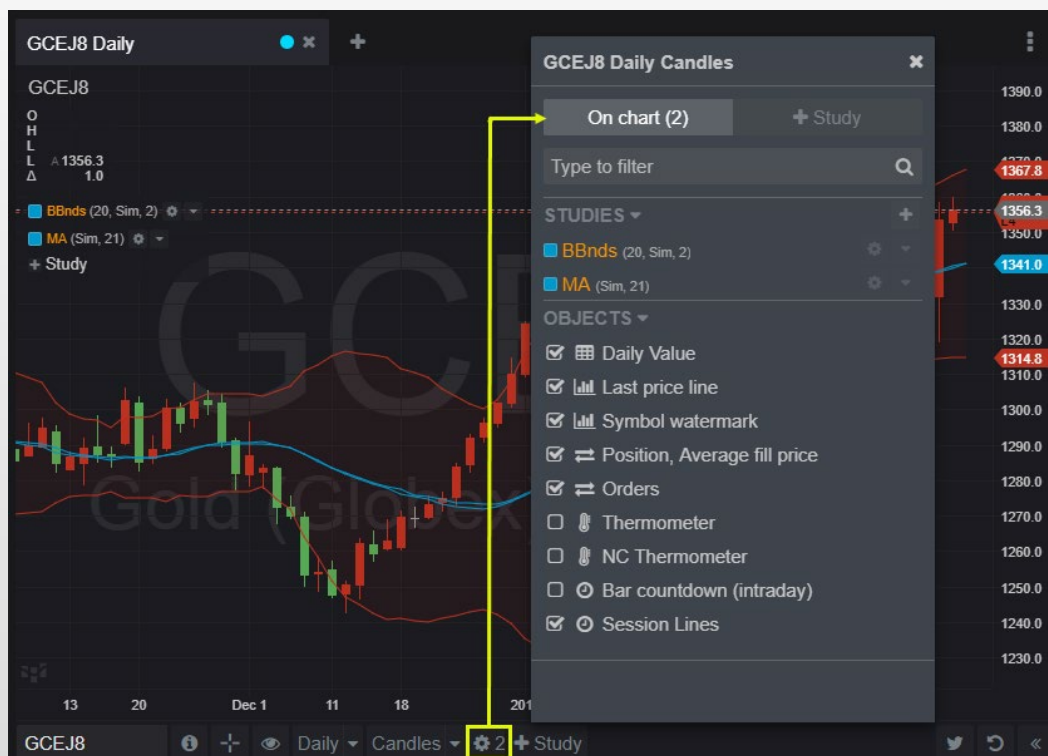 GCEJ8 Daily
GCEJ8
O
H
L
L A 1356.3
Δ 1.0
BBnds (20, Sim, 2)
MA (Sim, 21)
+ Study
GCEJ8 Daily Candles
On chart (2)
+ Study
Type to filter
STUDIES
BBnds (20, Sim, 2)
MA (Sim, 21)
OBJECTS
Daily Value
Last price line
Symbol watermark
Position, Average fill price
Orders
Thermometer
NC Thermometer
Bar countdown (intraday)
Session Lines
1390.0
1380.0
1367.8
1356.3
1350.0
1341.0
1330.0
1320.0
1314.8
1310.0
1300.0
1290.0
1280.0
1270.0
1260.0
1250.0
1240.0
1230.0
Gold (Globex)
13 20 Dec 1 11 18 201
GCEJ8 Daily Candles 2 + Study